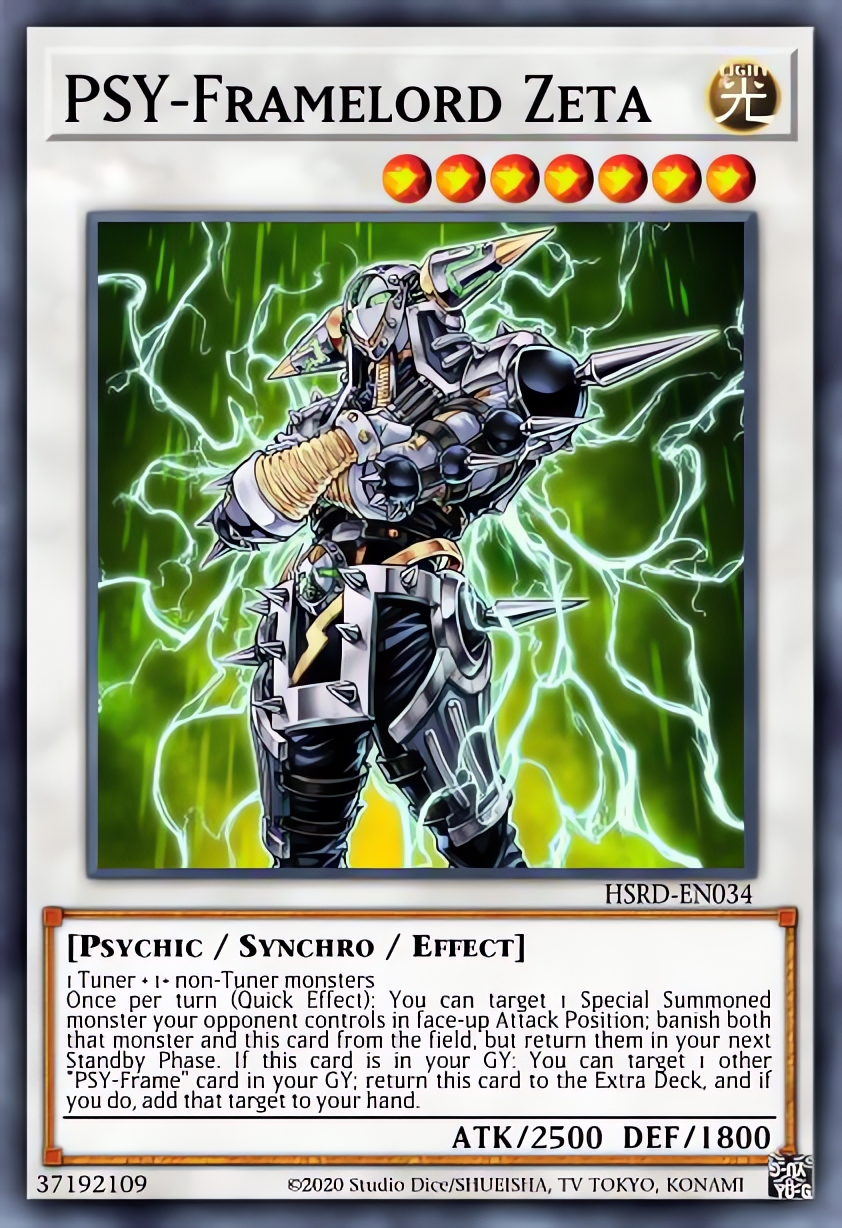 PSY-Framelord Zeta
光
HSRD-EN034
[Psychic / Synchro / Effect]
1 Tuner + 1+ non-Tuner monsters
Once per turn (Quick Effect): You can target 1 Special Summoned
monster your opponent controls in face-up Attack Position; banish both
that monster and this card from the field, but return them in your next
Standby Phase. If this card is in your GY: You can target 1 other
"PSY-Frame" card in your GY; return this card to the Extra Deck, and if
you do, add that target to your hand.
ATK/2500 DEF/1800
37192109
©2020 Studio Dice/SHUEISHA, TV TOKYO, KONAMI